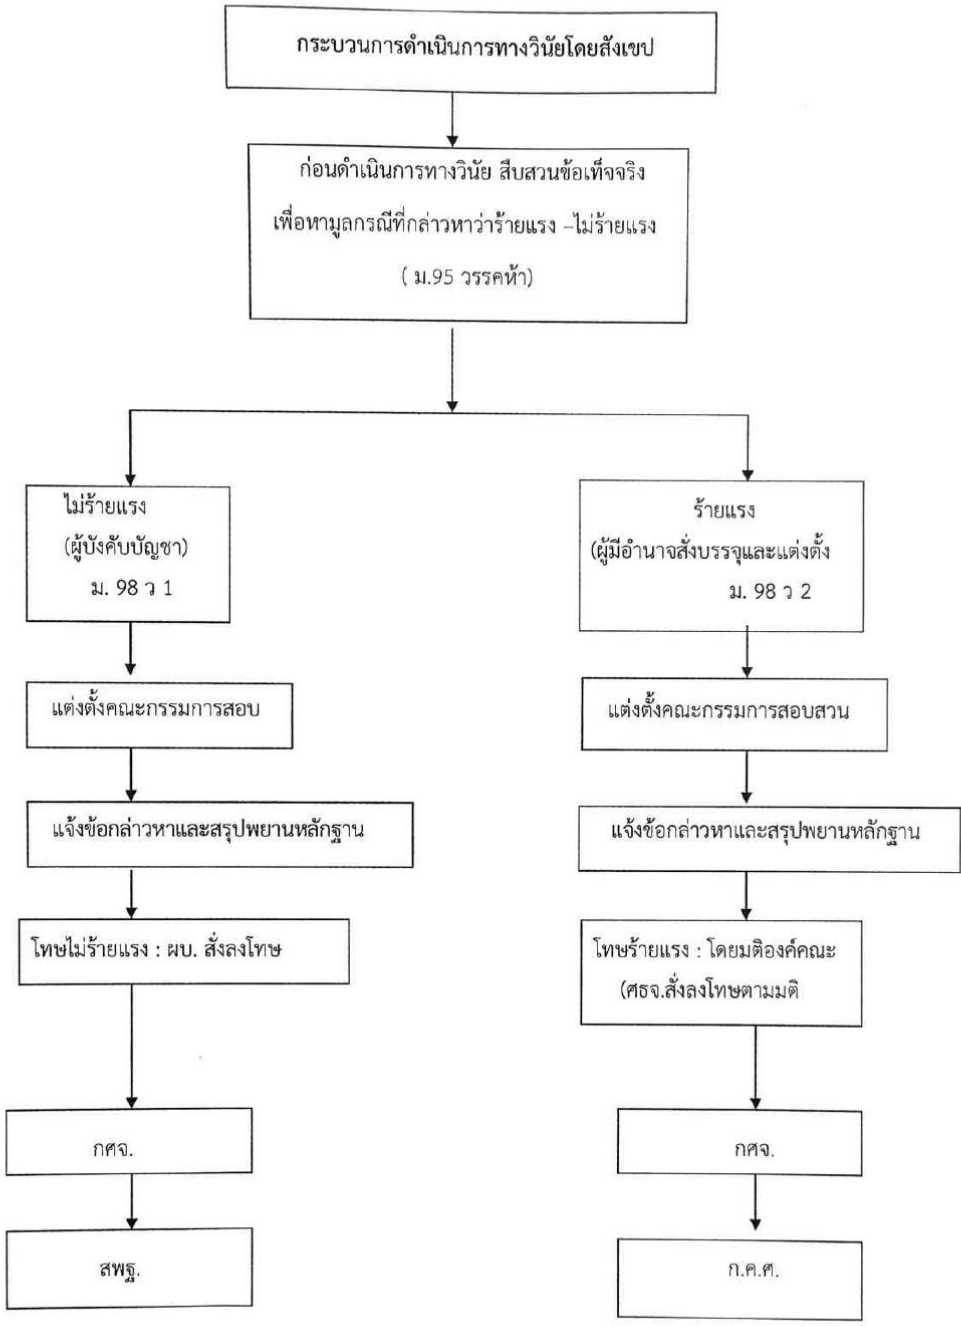 กระบวนการดำเนินการทางวินัยโดยสังเขป
ก่อนดำเนินการทางวินัย สืบสวนข้อเท็จจริง
เพื่อหามูลกรณีที่กล่าวหาว่าร้ายแรง –ไม่ร้ายแรง
( ม.95 วรรคห้า)
ไม่ร้ายแรง
(ผู้บังคับบัญชา)
ม. 98 ว 1
แต่งตั้งคณะกรรมการสอบ
แจ้งข้อกล่าวหาและสรุปพยานหลักฐาน
โทษไม่ร้ายแรง : ผบ. สั่งลงโทษ
กศจ.
สพฐ.
ร้ายแรง
(ผู้มีอำนาจสั่งบรรจุและแต่งตั้ง
ม. 98 ว 2
แต่งตั้งคณะกรรมการสอบสวน
แจ้งข้อกล่าวหาและสรุปพยานหลักฐาน
โทษร้ายแรง : โดยมติองค์คณะ
(ศธจ.สั่งลงโทษตามมติ
กศจ.
ก.ค.ศ.